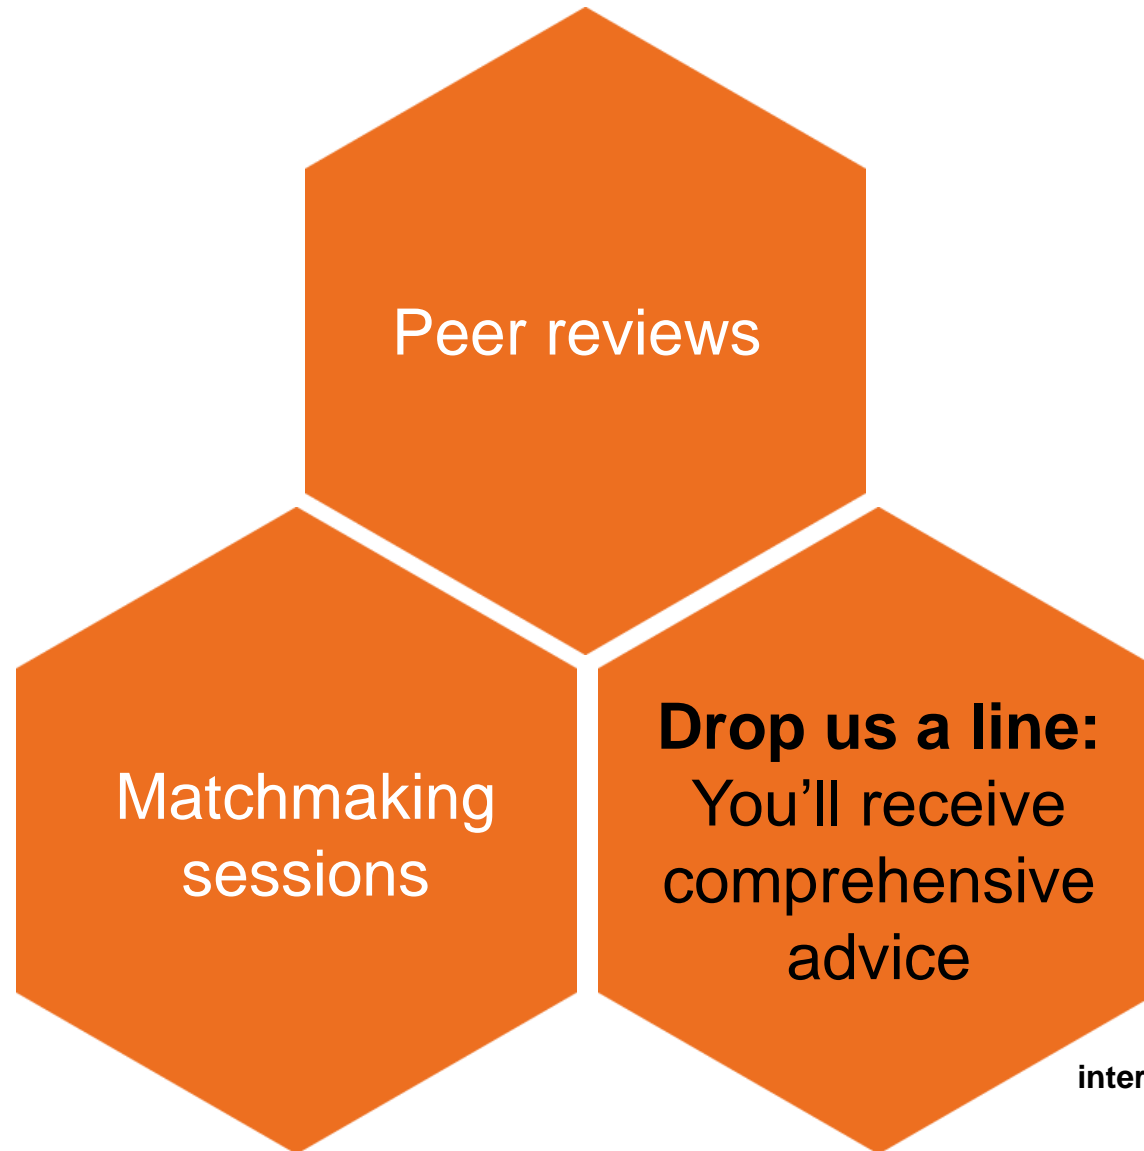 Peer reviews
Matchmaking
sessions
Drop us a line:
You’ll receive
comprehensive
advice
inter